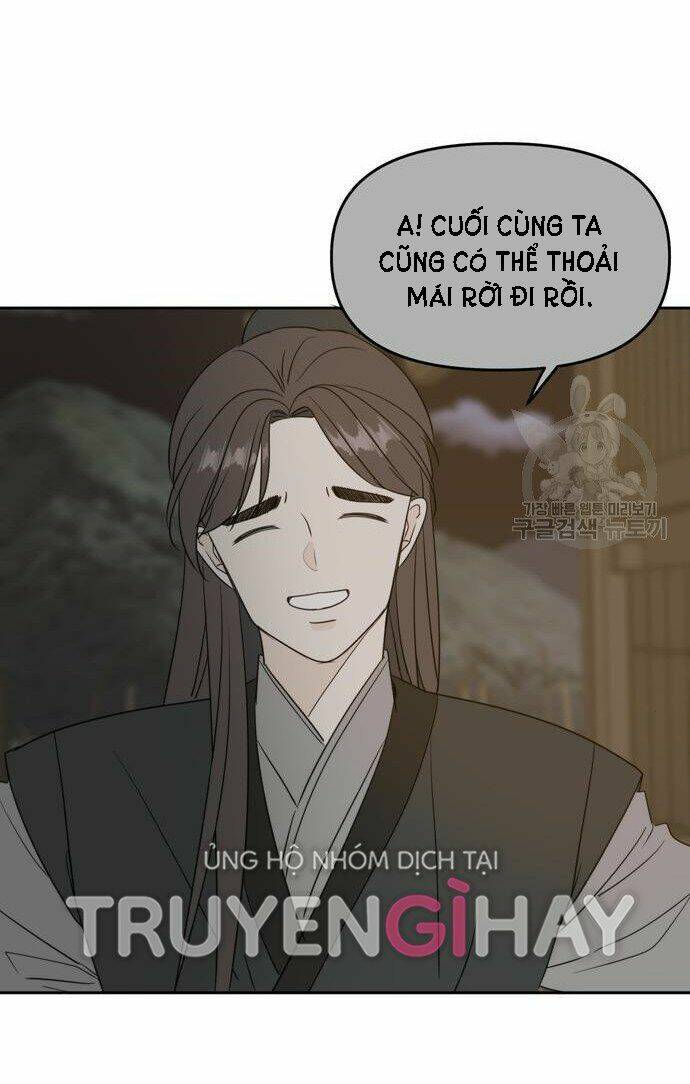 A! CUỐI CÙNG TA
CŨNG CÓ THỂ THOẢI
MÁI RỜI ĐI RỒI.
가장 빠른 웹툰 미리보기
구글검색 뉴토끼
ỦNG HỘ NHÓM DỊCH TẠI
TRUYENGÌHAY